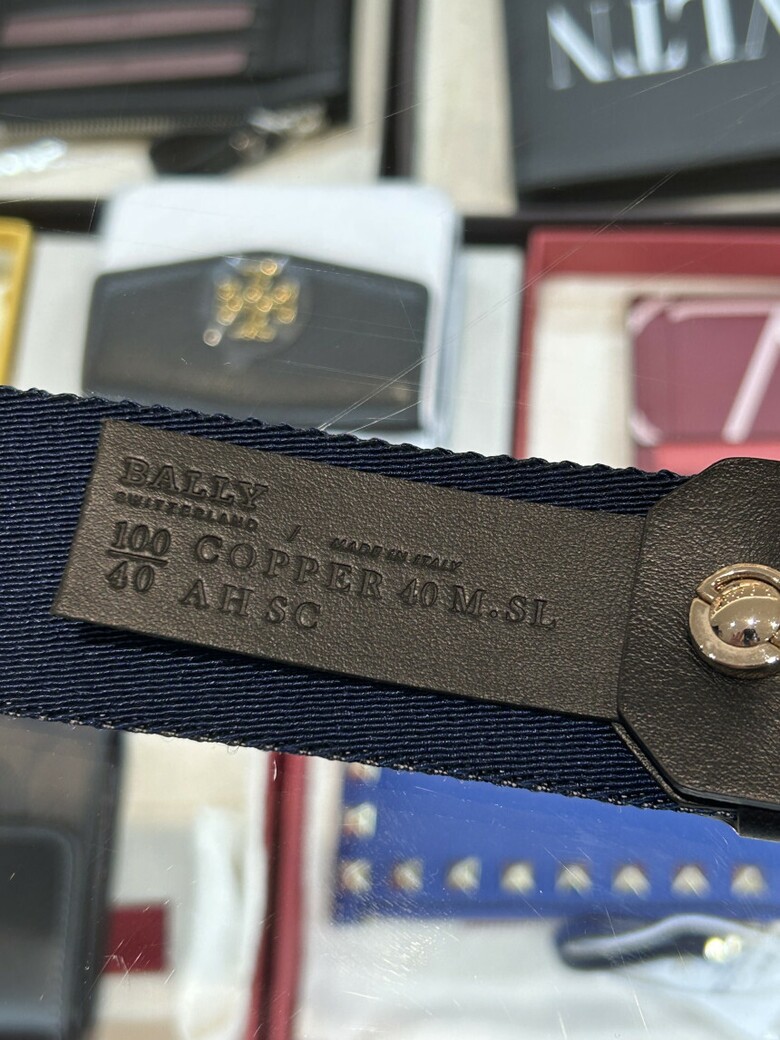 BALLY
SWITZERLAND / MADE IN ITALY
100 COPPER 40 M.SL
40 AH SC